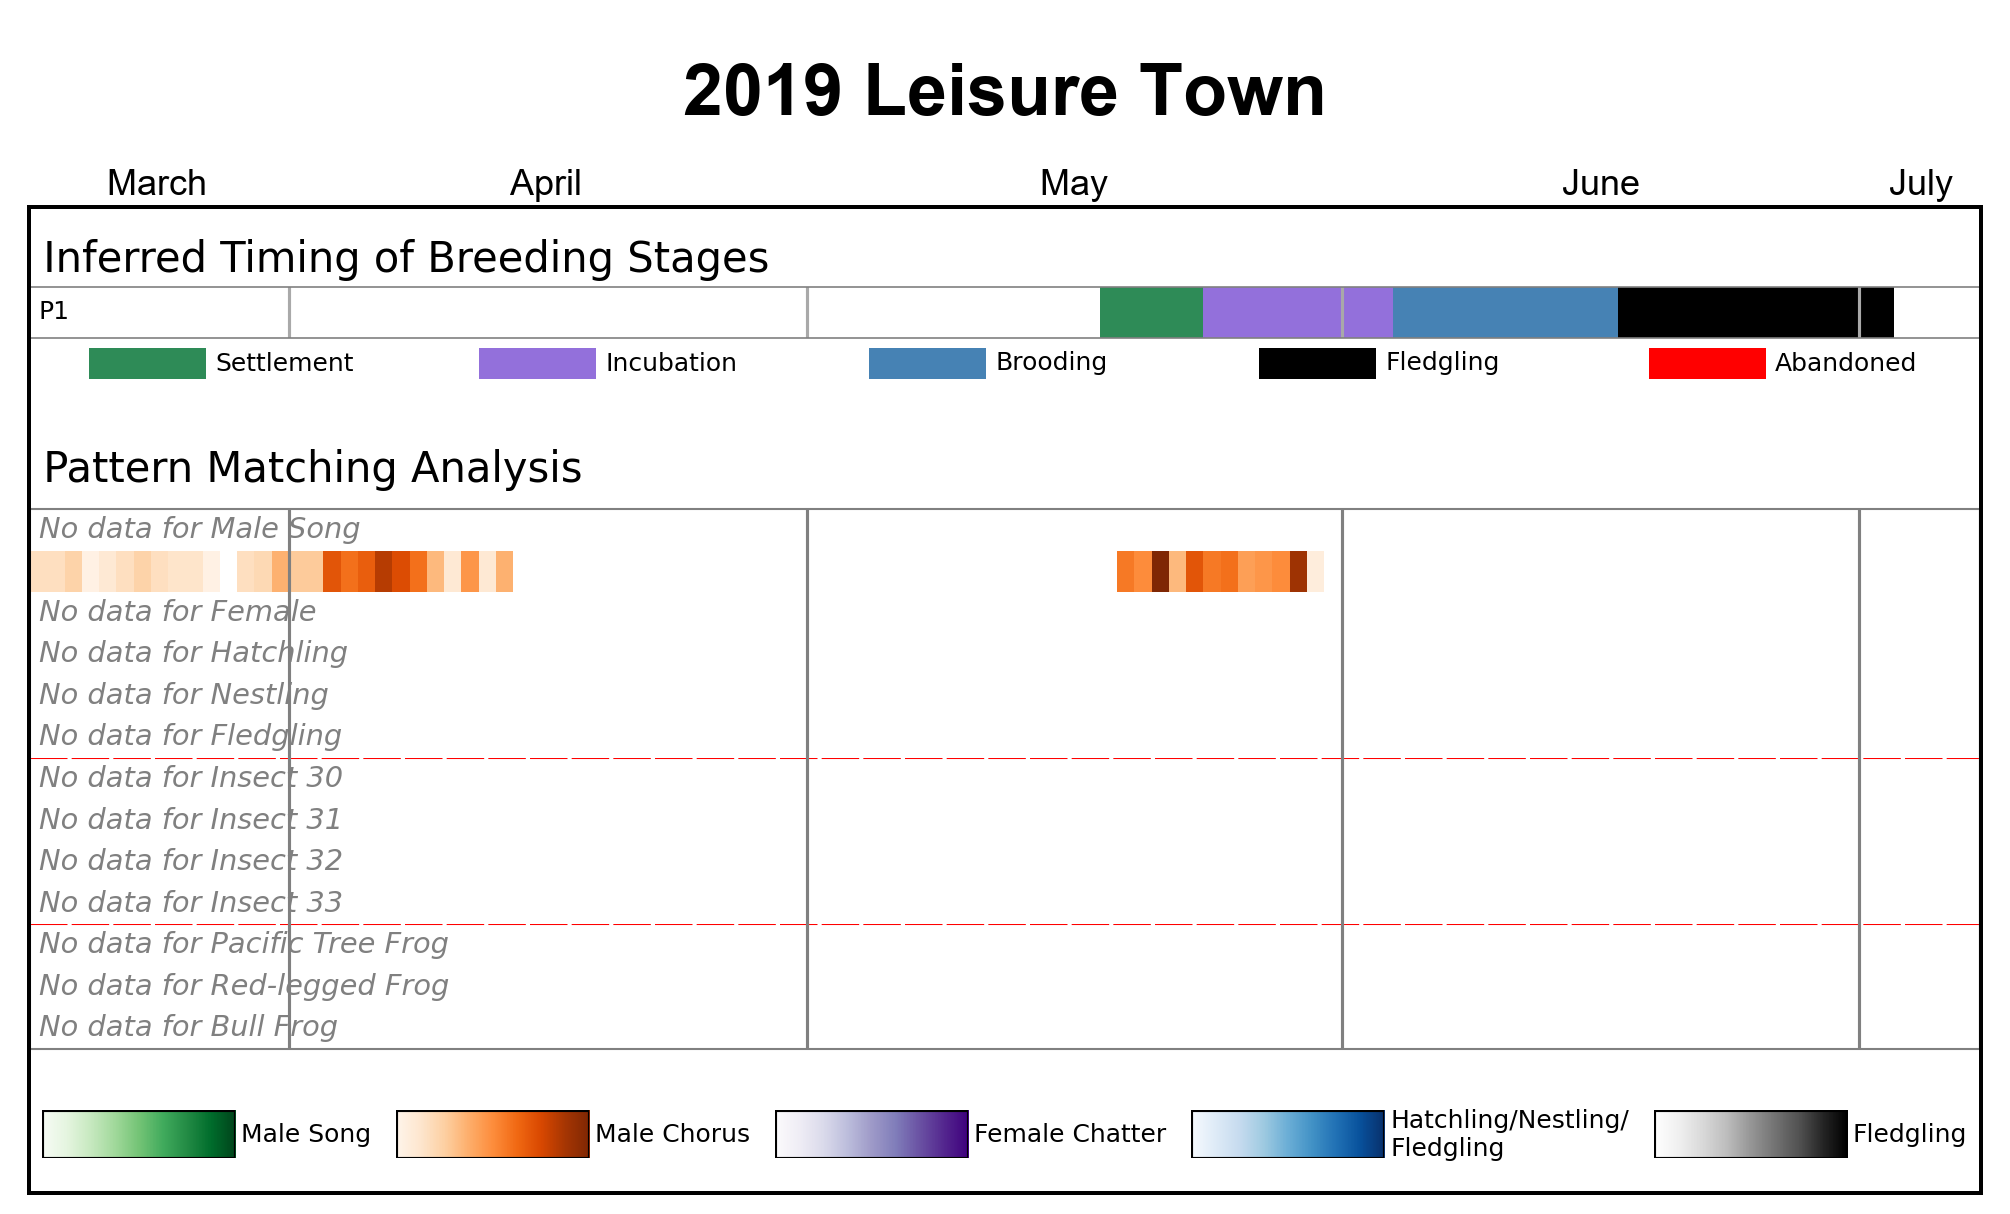 2019 Leisure Town
March April May June July
Inferred Timing of Breeding Stages
P1
Settlement Incubation Brooding Fledgling Abandoned
Pattern Matching Analysis
No data for Male Song
No data for Female
No data for Hatchling
No data for Nestling
No data for Fledgling
No data for Insect 30
No data for Insect 31
No data for Insect 32
No data for Insect 33
No data for Pacific Tree Frog
No data for Red-legged Frog
No data for Bull Frog
Male Song Male Chorus Female Chatter Hatchling/Nestling/
Fledgling Fledgling